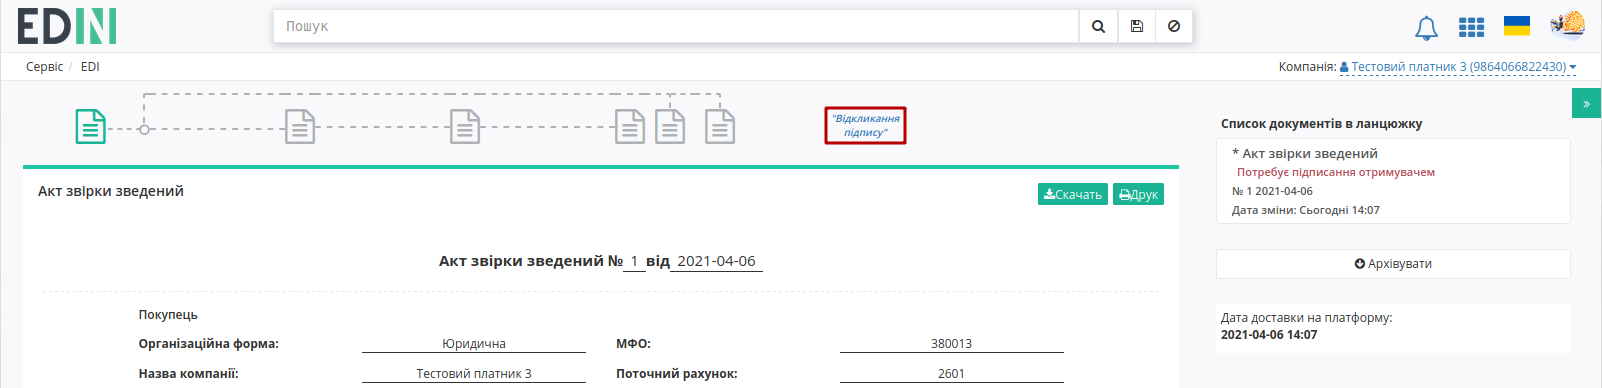 EDIN
Пошук
Сервіс / EDI
Компанія: Тестовий платник 3 (9864066822430)
»
"Відкликання
підпису"
Акт звірки зведений
Скачать
Друк
Акт звірки зведений № 1 від 2021-04-06
Покупець
Організаційна форма: Юридична МФО: 380013
Назва компанії: Тестовий платник 3 Поточний рахунок: 2601
Список документів в ланцюжку
* Акт звірки зведений
Потребує підписання отримувачем
№ 1 2021-04-06
Дата зміни: Сьогодні 14:07
Архівувати
Дата доставки на платформу:
2021-04-06 14:07